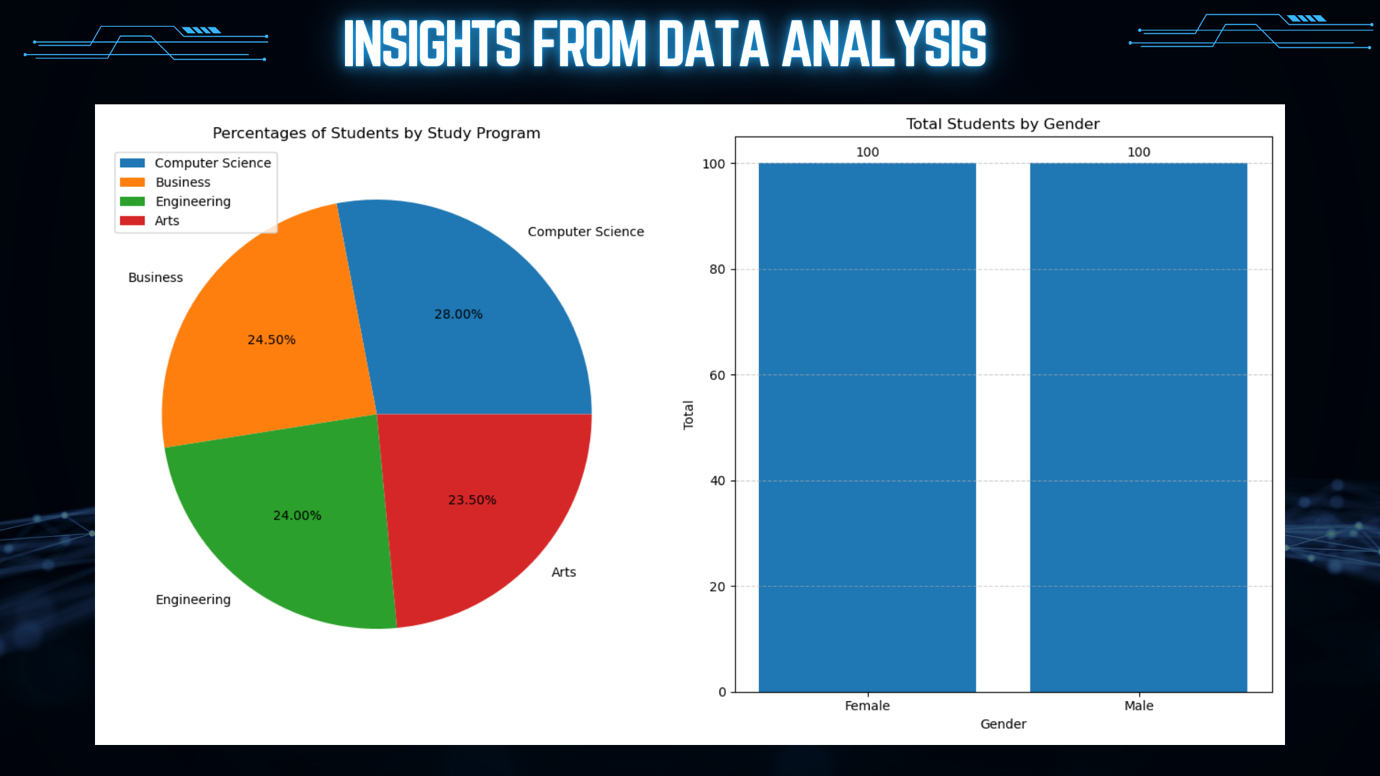 INSIGHTS FROM DATA ANALYSIS
Percentages of Students by Study Program
Computer Science
Business
Engineering
Arts
Computer Science
Business
28.00%
24.50%
23.50%
24.00%
Arts
Engineering
Total Students by Gender
100
100
100
80
60
40
20
0
Total
Female
Male
Gender